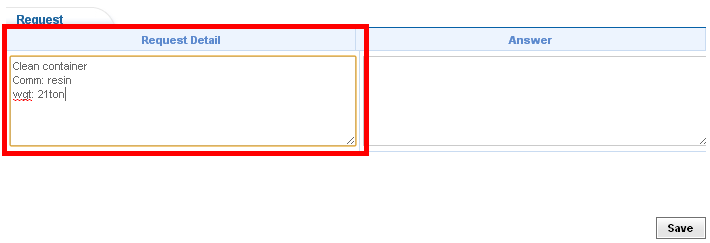 Request
Request Detail
Answer
Clean container
Comm: resin
wgt: 21ton
Save